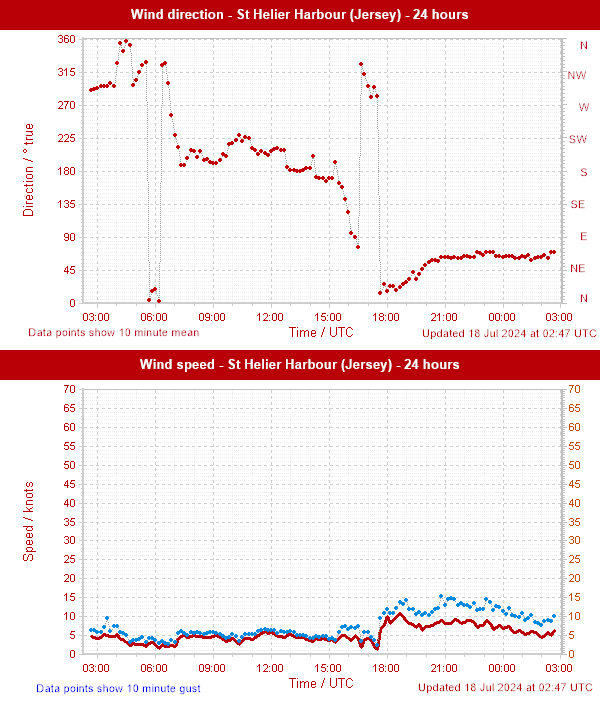 Wind direction - St Helier Harbour (Jersey) - 24 hours
360 N
315 NW
270 W
225 SW
180 S
135 SE
90 E
45 NE
0 N
Direction / ° true
03:00 06:00 09:00 12:00 15:00 18:00 21:00 00:00 03:00
Data points show 10 minute mean
Time / UTC
Updated 18 Jul 2024 at 02:47 UTC
Wind speed - St Helier Harbour (Jersey) - 24 hours
70 70
65 65
60 60
55 55
50 50
45 45
40 40
35 35
30 30
25 25
20 20
15 15
10 10
5 5
0 0
Speed / knots
03:00 06:00 09:00 12:00 15:00 18:00 21:00 00:00 03:00
Data points show 10 minute gust
Time / UTC
Updated 18 Jul 2024 at 02:47 UTC